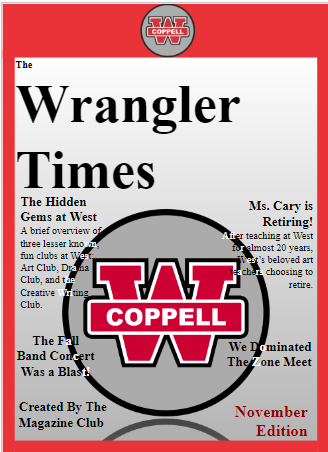 W
COPPELL
The
Wrangler
Times
The Hidden
Gems at West
A brief overview of
three lesser known,
fun clubs at West:
Art Club, Drama
Club, and the
Creative Writing
Club.
Ms. Cary is
Retiring!
After teaching at West
for almost 20 years,
West's beloved art
teachers choosing to
retire.
W
COPPELL
The Fall
Band Concert
Was a Blast!
We Dominated
The Zone Meet
Created By The
Magazine Club
November
Edition